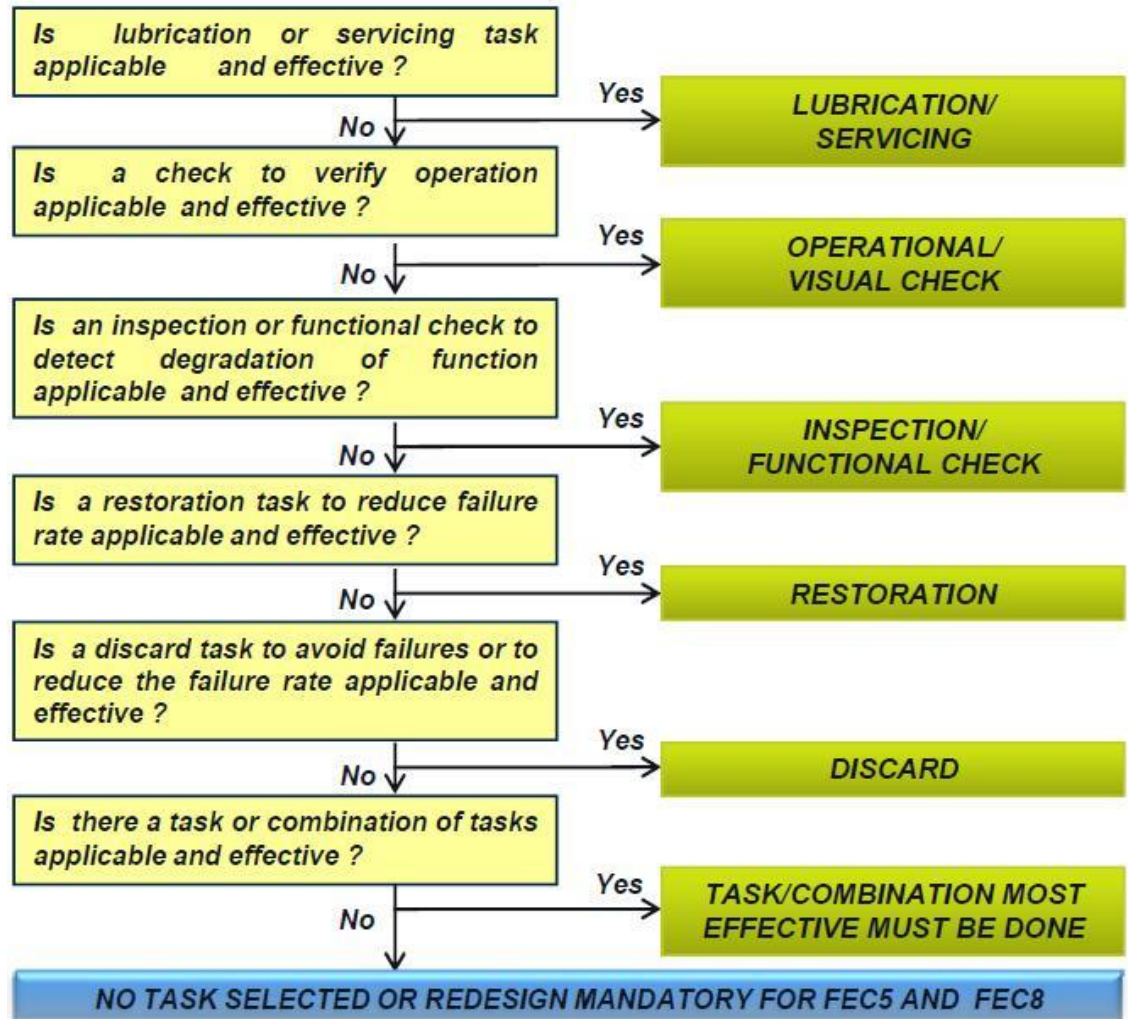 Is lubrication or servicing task
applicable and effective ?
Yes
LUBRICATION/
SERVICING
No
Is a check to verify operation
applicable and effective ?
Yes
OPERATIONAL/
VISUAL CHECK
No
Is an inspection or functional check to
detect degradation of function
applicable and effective ?
Yes
INSPECTION/
FUNCTIONAL CHECK
No
Is a restoration task to reduce failure
rate applicable and effective ?
Yes
RESTORATION
No
Is a discard task to avoid failures or to
reduce the failure rate applicable and
effective ?
Yes
DISCARD
No
Is there a task or combination of tasks
applicable and effective ?
Yes
TASK/COMBINATION MOST
EFFECTIVE MUST BE DONE
No
NO TASK SELECTED OR REDESIGN MANDATORY FOR FEC5 AND FEC8